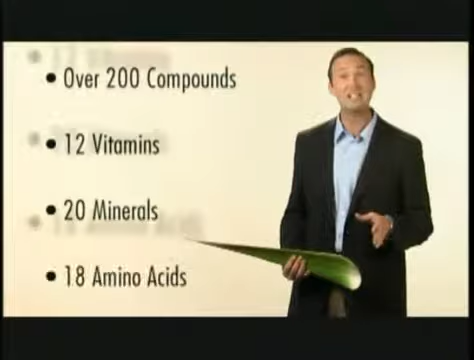 • Over 200 Compounds
• 12 Vitamins
• 20 Minerals
• 18 Amino Acids